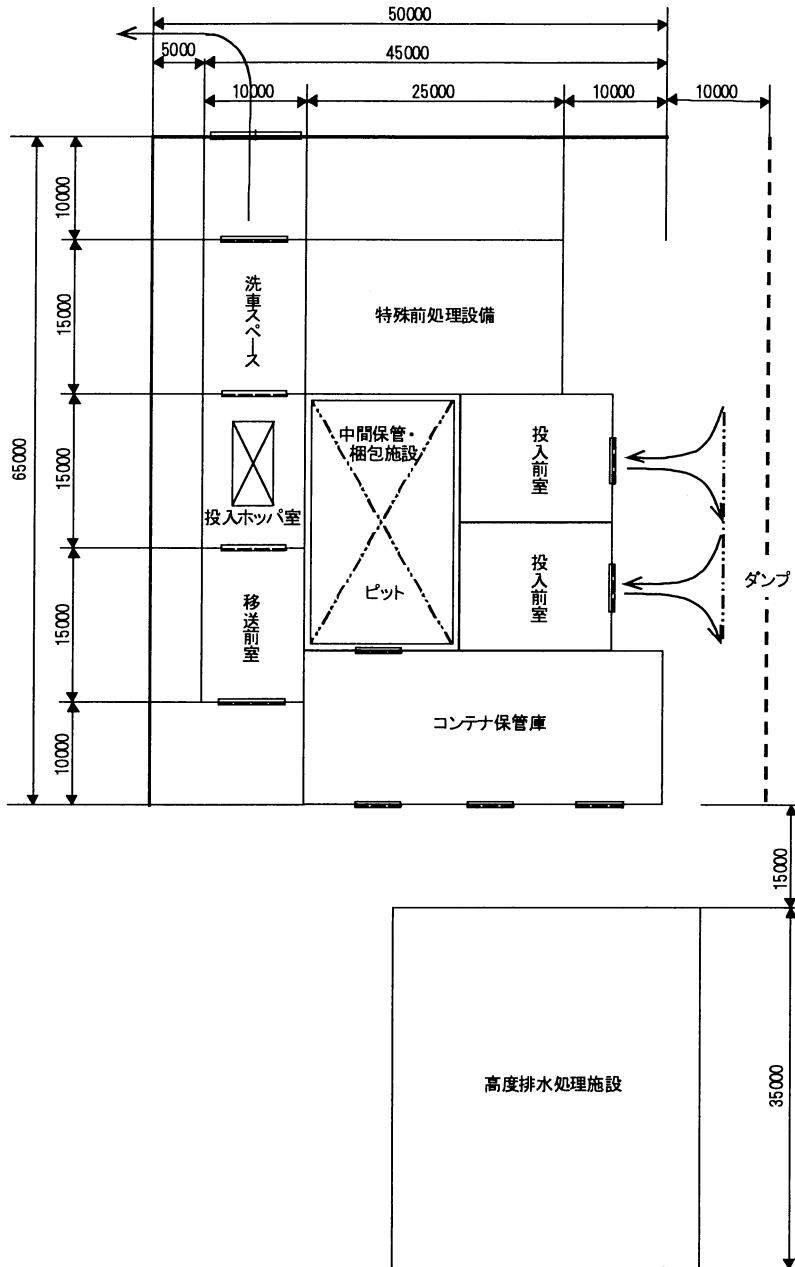 50000
5000
45000
10000
25000
10000
10000
10000
15000
65000
15000
15000
10000
洗車スペース
特殊前処理設備
中間保管・
梱包施設
投入前室
投入ホッパ室
ピット
投入前室
ダンプ
移送前室
コンテナ保管庫
15000
高度排水処理施設
35000